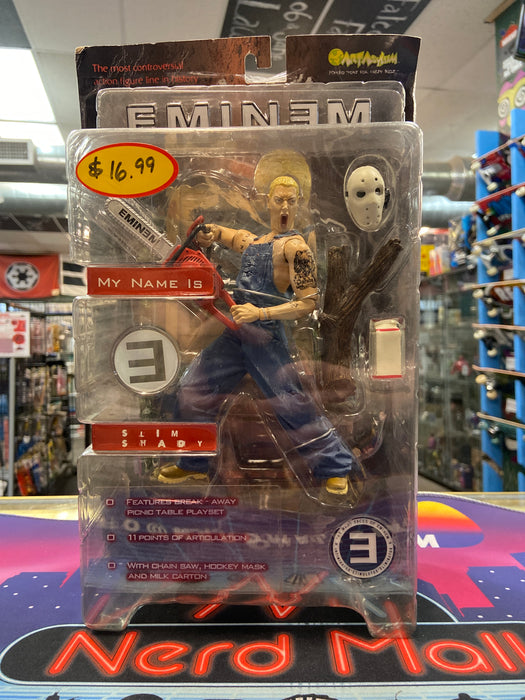 The most controversial
action figure line in history
ART ASYLUM
EMINEM
$16.99
EMINEM
MY NAME IS
E
SLIM
SHADY
FEATURES BREAK-AWAY
PICNIC TABLE PLAYSET
11 POINTS OF ARTICULATION
WITH CHAIN SAW, HOCKEY MASK
AND MILK CARTON
E
Nerd Mall